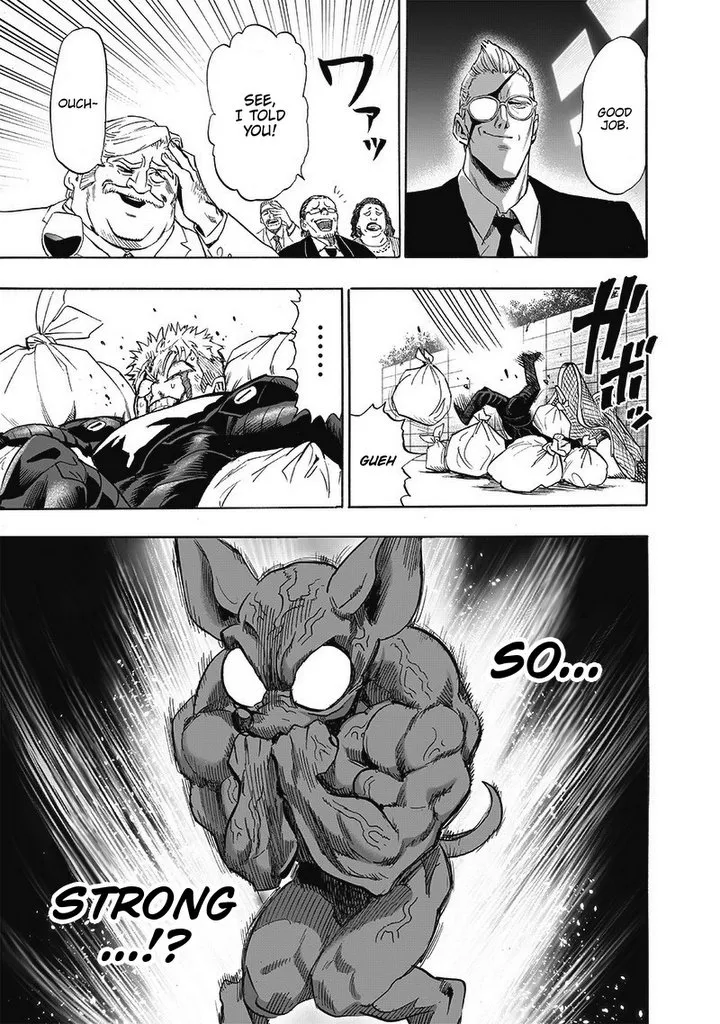 GOOD
JOB.
ワァッ
SEE,
I TOLD
YOU!
OUCH~
ガボッ
GUEH
......
SO...
STRONG
...!?